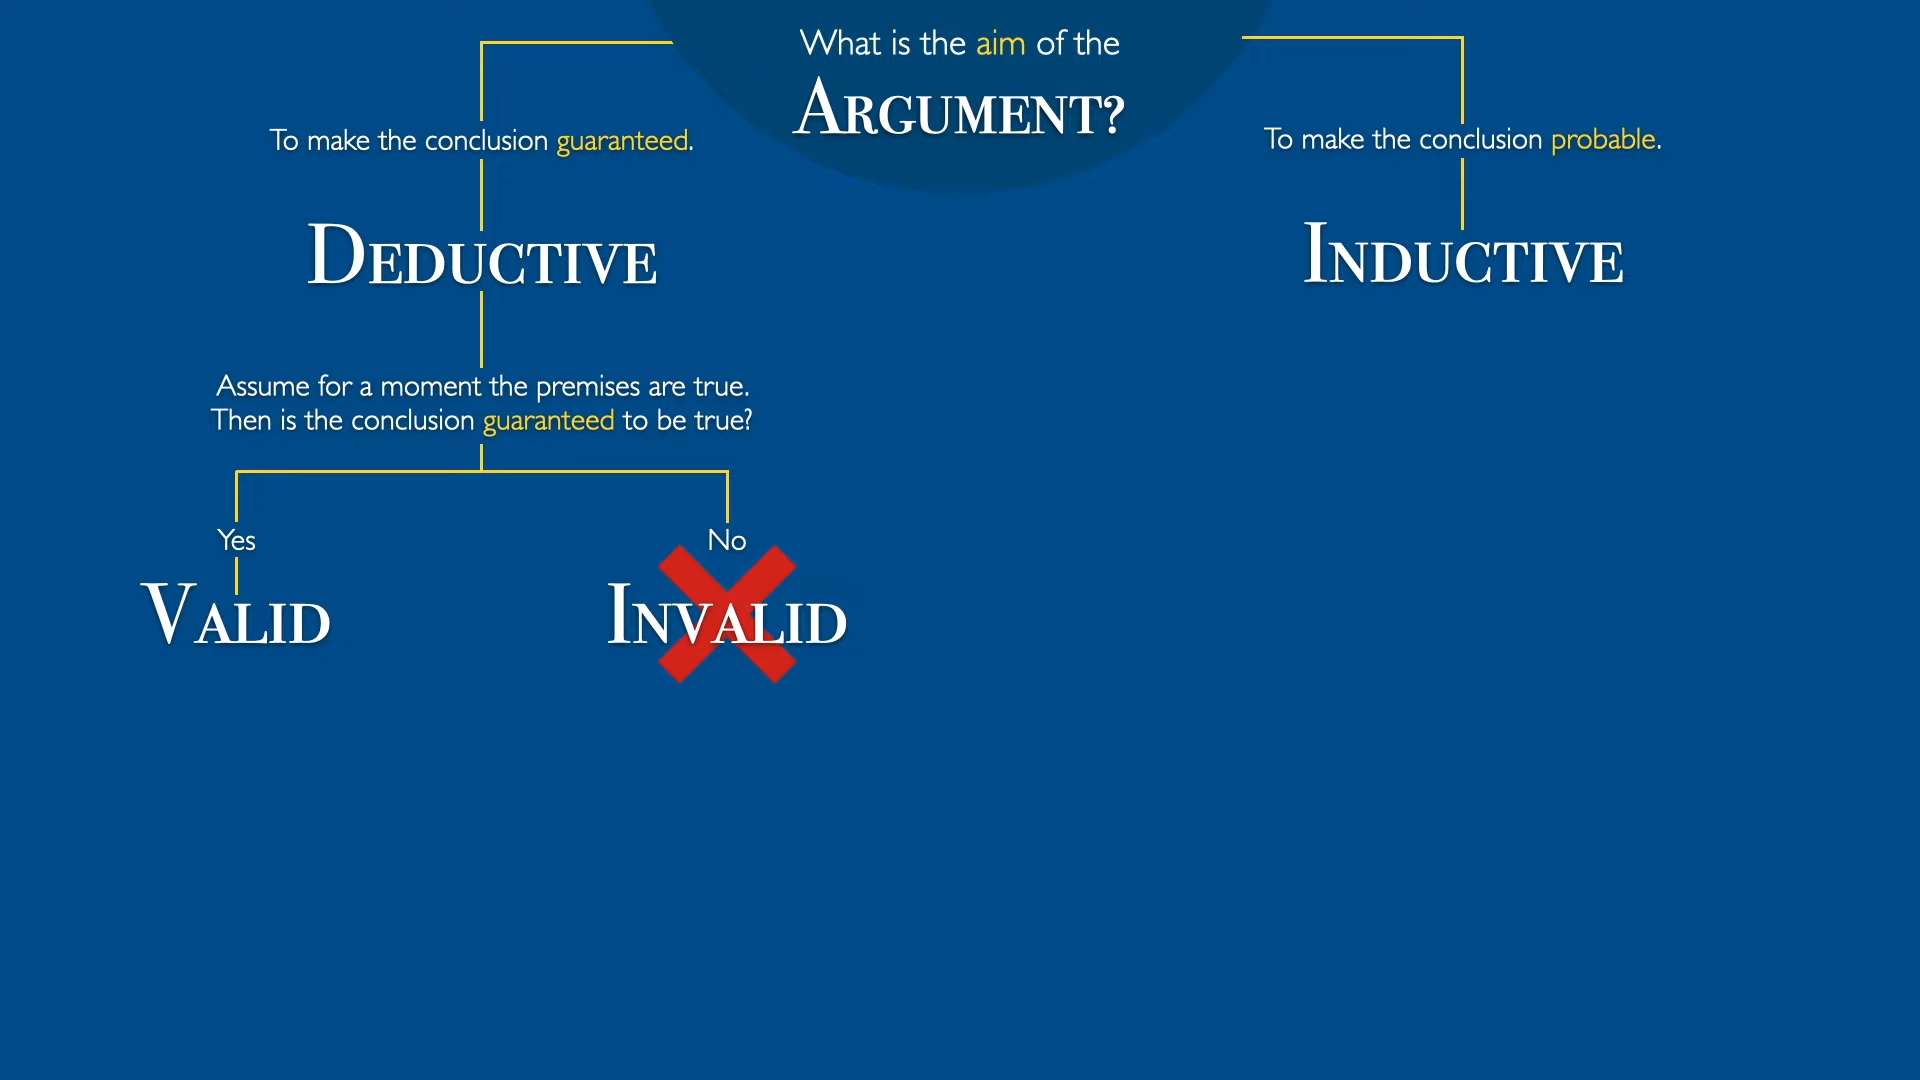 What is the aim of the
ARGUMENT?
To make the conclusion guaranteed.
To make the conclusion probable.
DEDUCTIVE
INDUCTIVE
Assume for a moment the premises are true.
Then is the conclusion guaranteed to be true?
Yes
No
VALID
INVALID